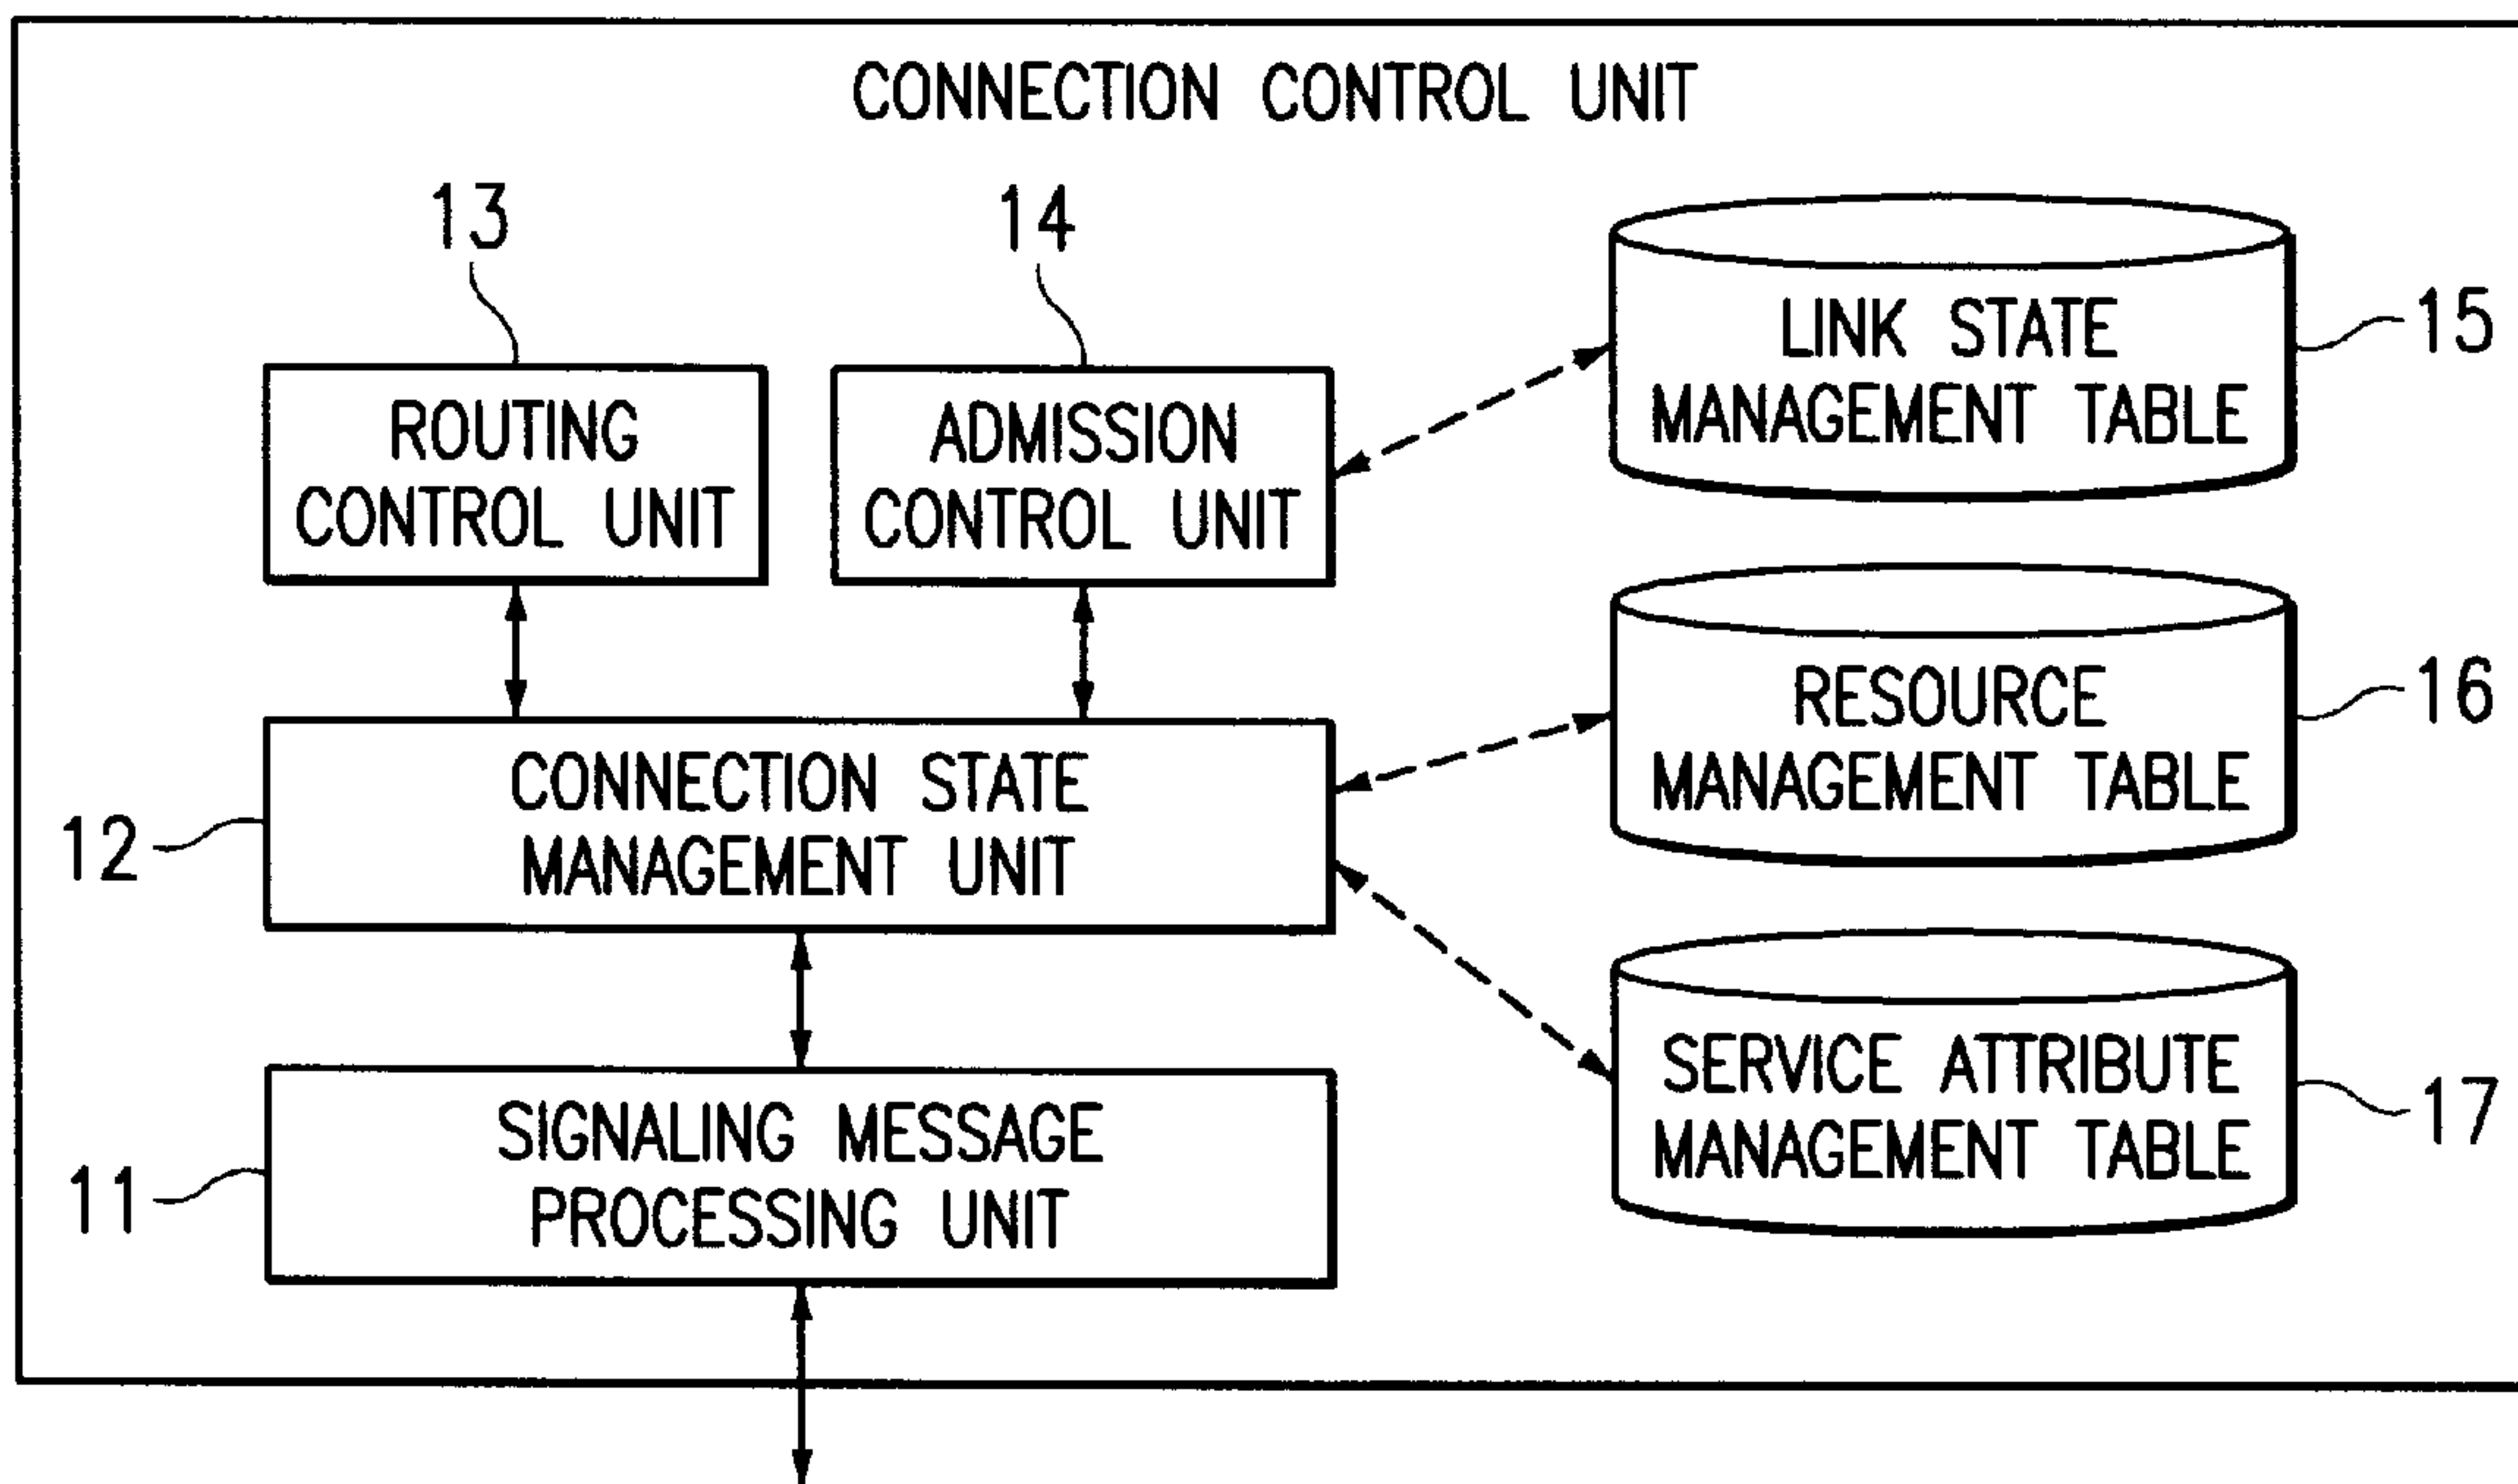 CONNECTION CONTROL UNIT
13
14
ROUTING
CONTROL UNIT
ADMISSION
CONTROL UNIT
LINK STATE
MANAGEMENT TABLE
15
RESOURCE
MANAGEMENT TABLE
16
12
CONNECTION STATE
MANAGEMENT UNIT
SERVICE ATTRIBUTE
MANAGEMENT TABLE
17
11
SIGNALING MESSAGE
PROCESSING UNIT